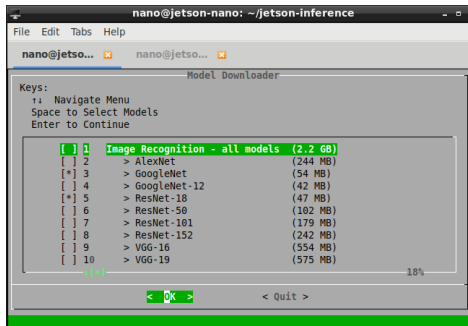 nano@jetson-nano: ~/jetson-inference
File Edit Tabs Help
nano@jetso... nano@jetso...
Model Downloader
Keys:
↑↓ Navigate Menu
Space to Select Models
Enter to Continue
[ ] 1 Image Recognition - all models (2.2 GB)
[ ] 2 > AlexNet (244 MB)
[*] 3 > GoogleNet (54 MB)
[ ] 4 > GoogleNet-12 (42 MB)
[*] 5 > ResNet-18 (47 MB)
[ ] 6 > ResNet-50 (102 MB)
[ ] 7 > ResNet-101 (179 MB)
[ ] 8 > ResNet-152 (242 MB)
[ ] 9 > VGG-16 (554 MB)
[ ] 10 > VGG-19 (575 MB)
↓(+) 18%
< OK > < Quit >